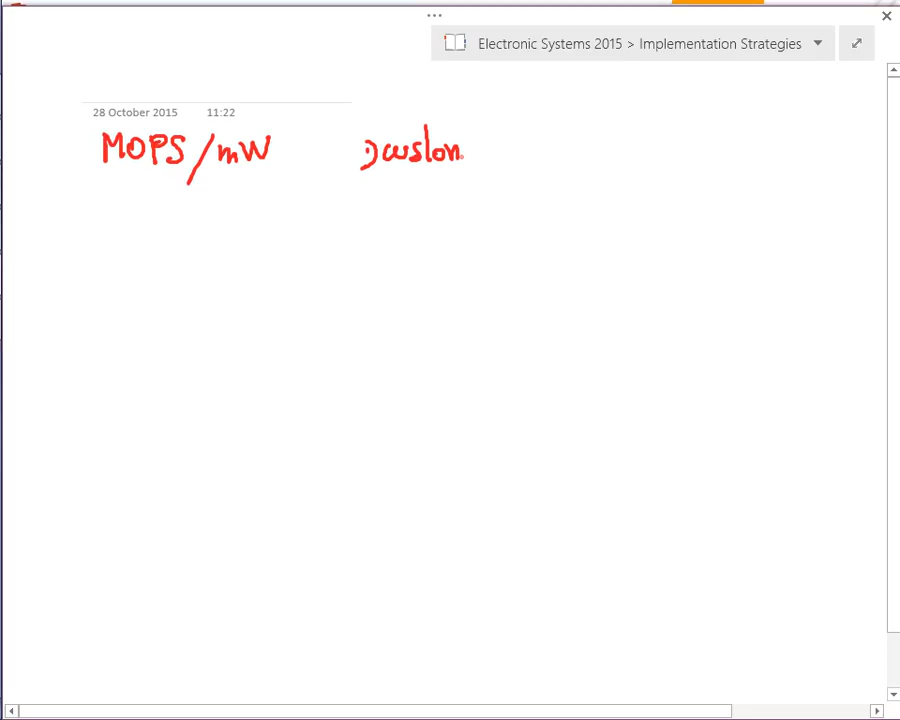 Electronic Systems 2015 > Implementation Strategies
28 October 2015 11:22
MOPS/mW